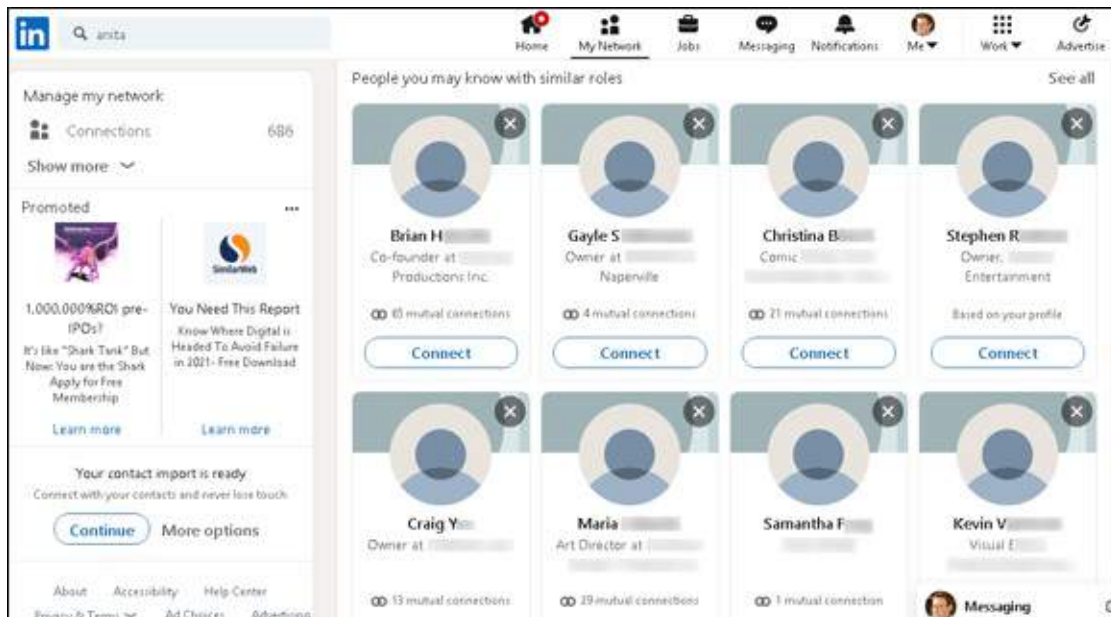 in
anita
Home
My Network
Jobs
Messaging
Notifications
Me
Work
Advertise
Manage my network
Connections 686
Show more
Promoted
SimilarWeb
1,000,000%ROI pre-
IPOs?
It's like "Shark Tank" But
Now: You are the Shark
Apply for Free
Membership
Learn more
You Need This Report
Know Where Digital is
Headed To Avoid Failure
in 2021- Free Download
Learn more
Your contact import is ready
Connect with your contacts and never lose touch
Continue
More options
About Accessibility Help Center
Privacy & Terms Ad Choices Advertising
People you may know with similar roles
See all
Brian H
Co-founder at
Productions Inc.
65 mutual connections
Connect
Gayle S
Owner at
Naperville
4 mutual connections
Connect
Christina B
Comic
21 mutual connections
Connect
Stephen R
Owner,
Entertainment
Based on your profile
Connect
Craig Y
Owner at
13 mutual connections
Maria
Art Director at
29 mutual connections
Samantha F
1 mutual connection
Kevin V
Visual E
Messaging